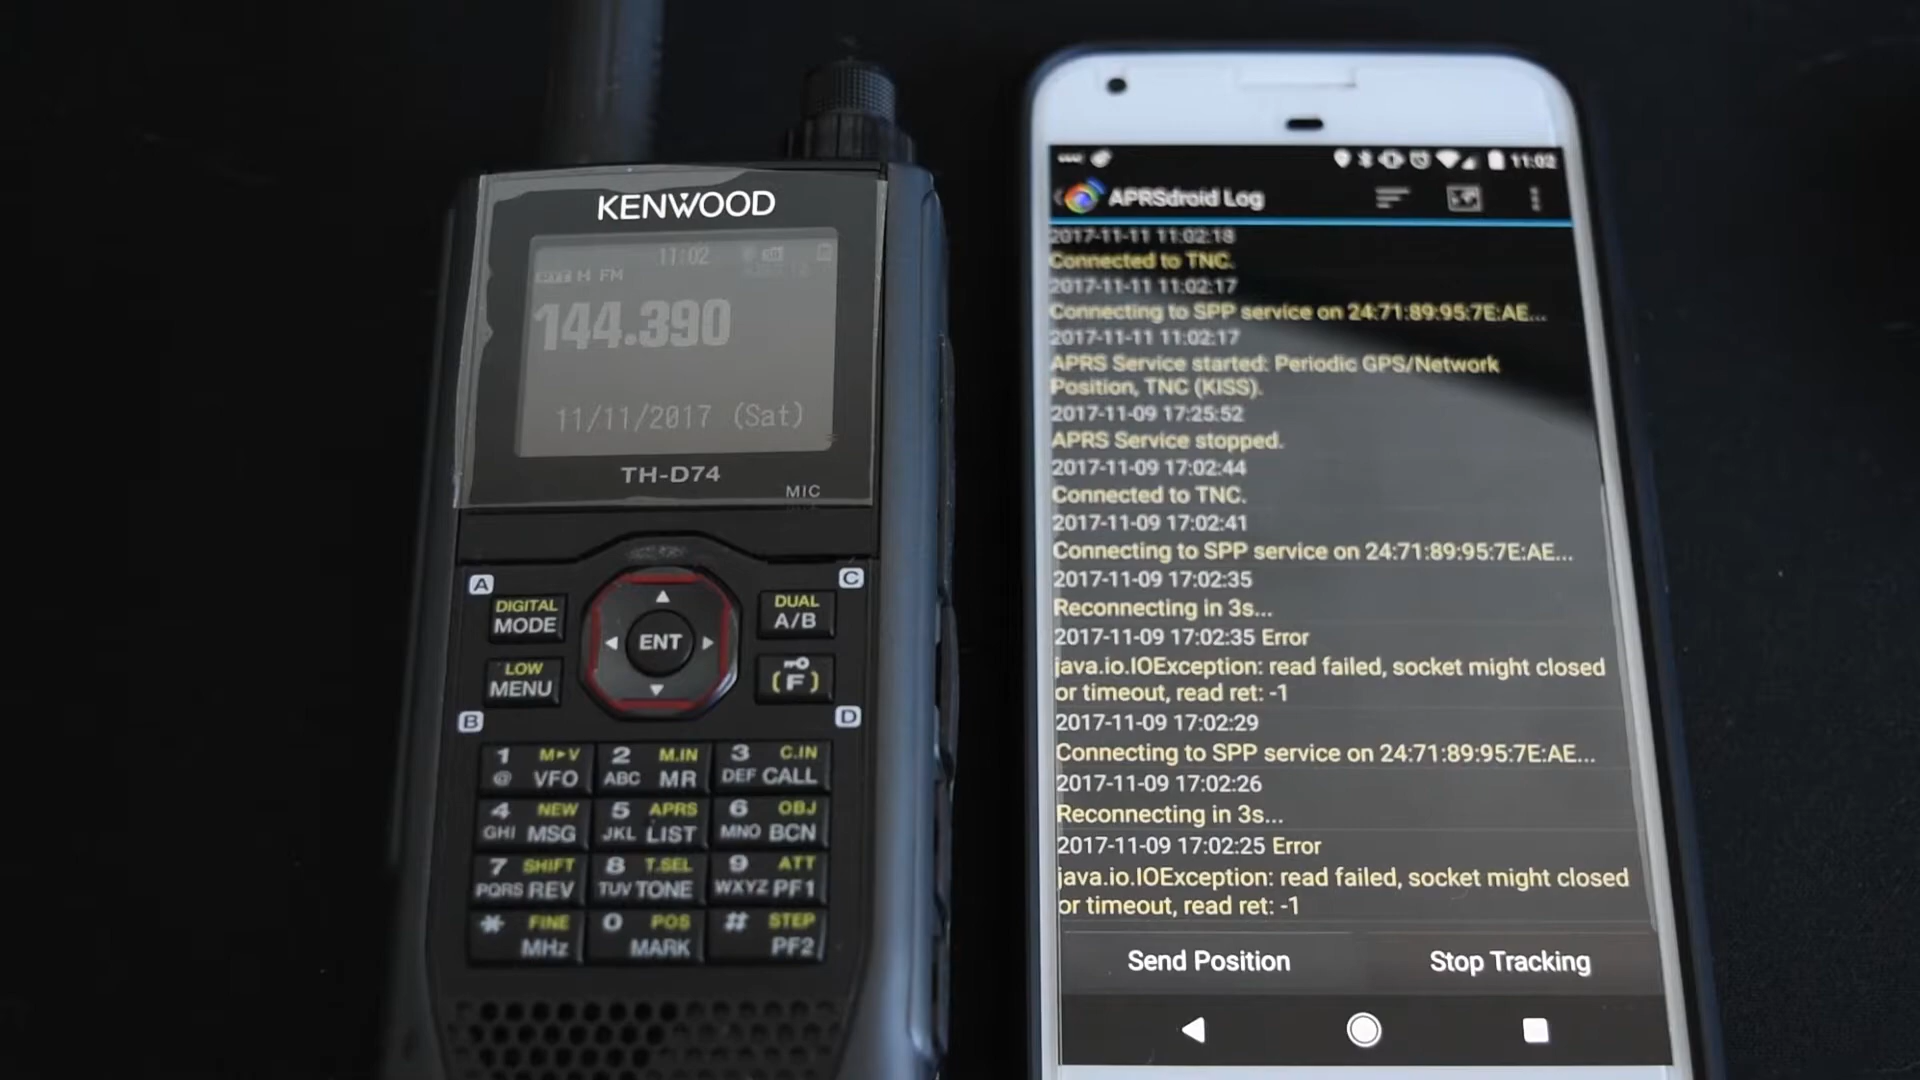 KENWOOD
11:02
H FM
144.390
11/11/2017 (Sat)
TH-D74
MIC
A
C
DIGITAL
MODE
DUAL
A/B
ENT
LOW
MENU
(F)
B
D
1 M►V
@ VFO
2 M.IN
ABC MR
3 C.IN
DEF CALL
4 NEW
GHI MSG
5 APRS
JKL LIST
6 OBJ
MNO BCN
7 SHIFT
PQRS REV
8 T.SEL
TUV TONE
9 ATT
WXYZ PF1
* FINE
MHz
0 POS
MARK
# STEP
PF2
11:02
APRSdroid Log
2017-11-11 11:02:18
Connected to TNC.
2017-11-11 11:02:17
Connecting to SPP service on 24:71:89:95:7E:AE...
2017-11-11 11:02:17
APRS Service started: Periodic GPS/Network
Position, TNC (KISS).
2017-11-09 17:25:52
APRS Service stopped.
2017-11-09 17:02:44
Connected to TNC.
2017-11-09 17:02:41
Connecting to SPP service on 24:71:89:95:7E:AE...
2017-11-09 17:02:35
Reconnecting in 3s...
2017-11-09 17:02:35 Error
java.io.IOException: read failed, socket might closed
or timeout, read ret: -1
2017-11-09 17:02:29
Connecting to SPP service on 24:71:89:95:7E:AE...
2017-11-09 17:02:26
Reconnecting in 3s...
2017-11-09 17:02:25 Error
java.io.IOException: read failed, socket might closed
or timeout, read ret: -1
Send Position
Stop Tracking